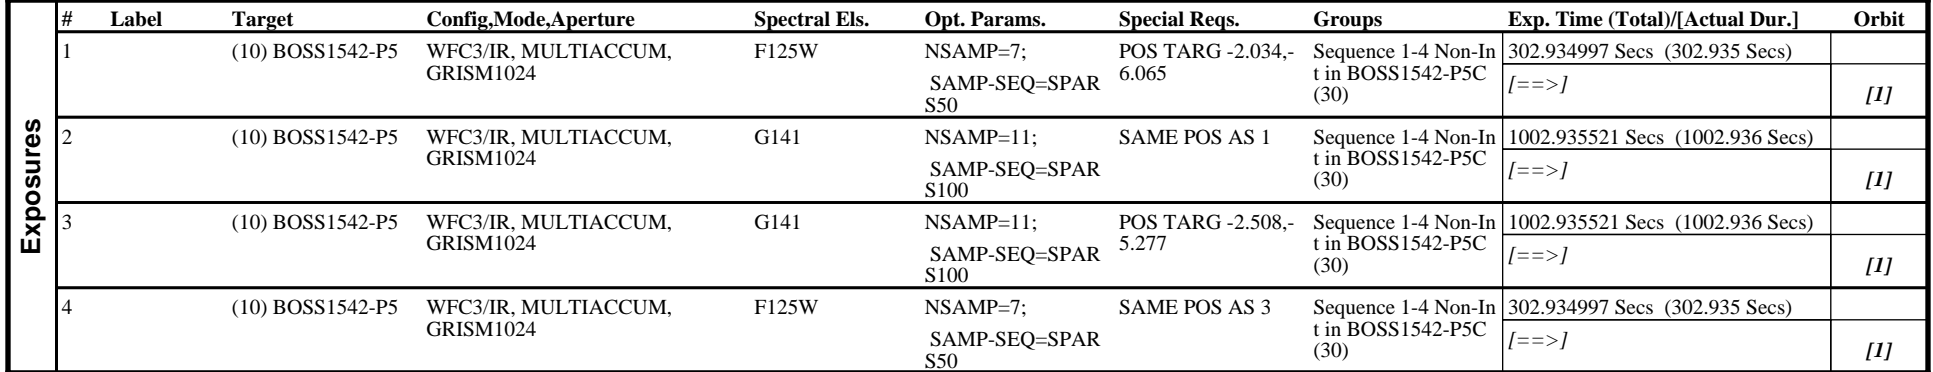 # Label Target Config,Mode,Aperture Spectral Els. Opt. Params. Special Reqs. Groups Exp. Time (Total)/[Actual Dur.] Orbit
Exposures
1 (10) BOSS1542-P5 WFC3/IR, MULTIACCUM, F125W NSAMP=7; POS TARG -2.034,- Sequence 1-4 Non-In 302.934997 Secs (302.935 Secs)
GRISM1024 6.065 t in BOSS1542-P5C
SAMP-SEQ=SPAR (30) [==>]
S50 [1]
2 (10) BOSS1542-P5 WFC3/IR, MULTIACCUM, G141 NSAMP=11; SAME POS AS 1 Sequence 1-4 Non-In 1002.935521 Secs (1002.936 Secs)
GRISM1024 t in BOSS1542-P5C
SAMP-SEQ=SPAR (30) [==>]
S100 [1]
3 (10) BOSS1542-P5 WFC3/IR, MULTIACCUM, G141 NSAMP=11; POS TARG -2.508,- Sequence 1-4 Non-In 1002.935521 Secs (1002.936 Secs)
GRISM1024 5.277 t in BOSS1542-P5C
SAMP-SEQ=SPAR (30) [==>]
S100 [1]
4 (10) BOSS1542-P5 WFC3/IR, MULTIACCUM, F125W NSAMP=7; SAME POS AS 3 Sequence 1-4 Non-In 302.934997 Secs (302.935 Secs)
GRISM1024 t in BOSS1542-P5C
SAMP-SEQ=SPAR (30) [==>]
S50 [1]